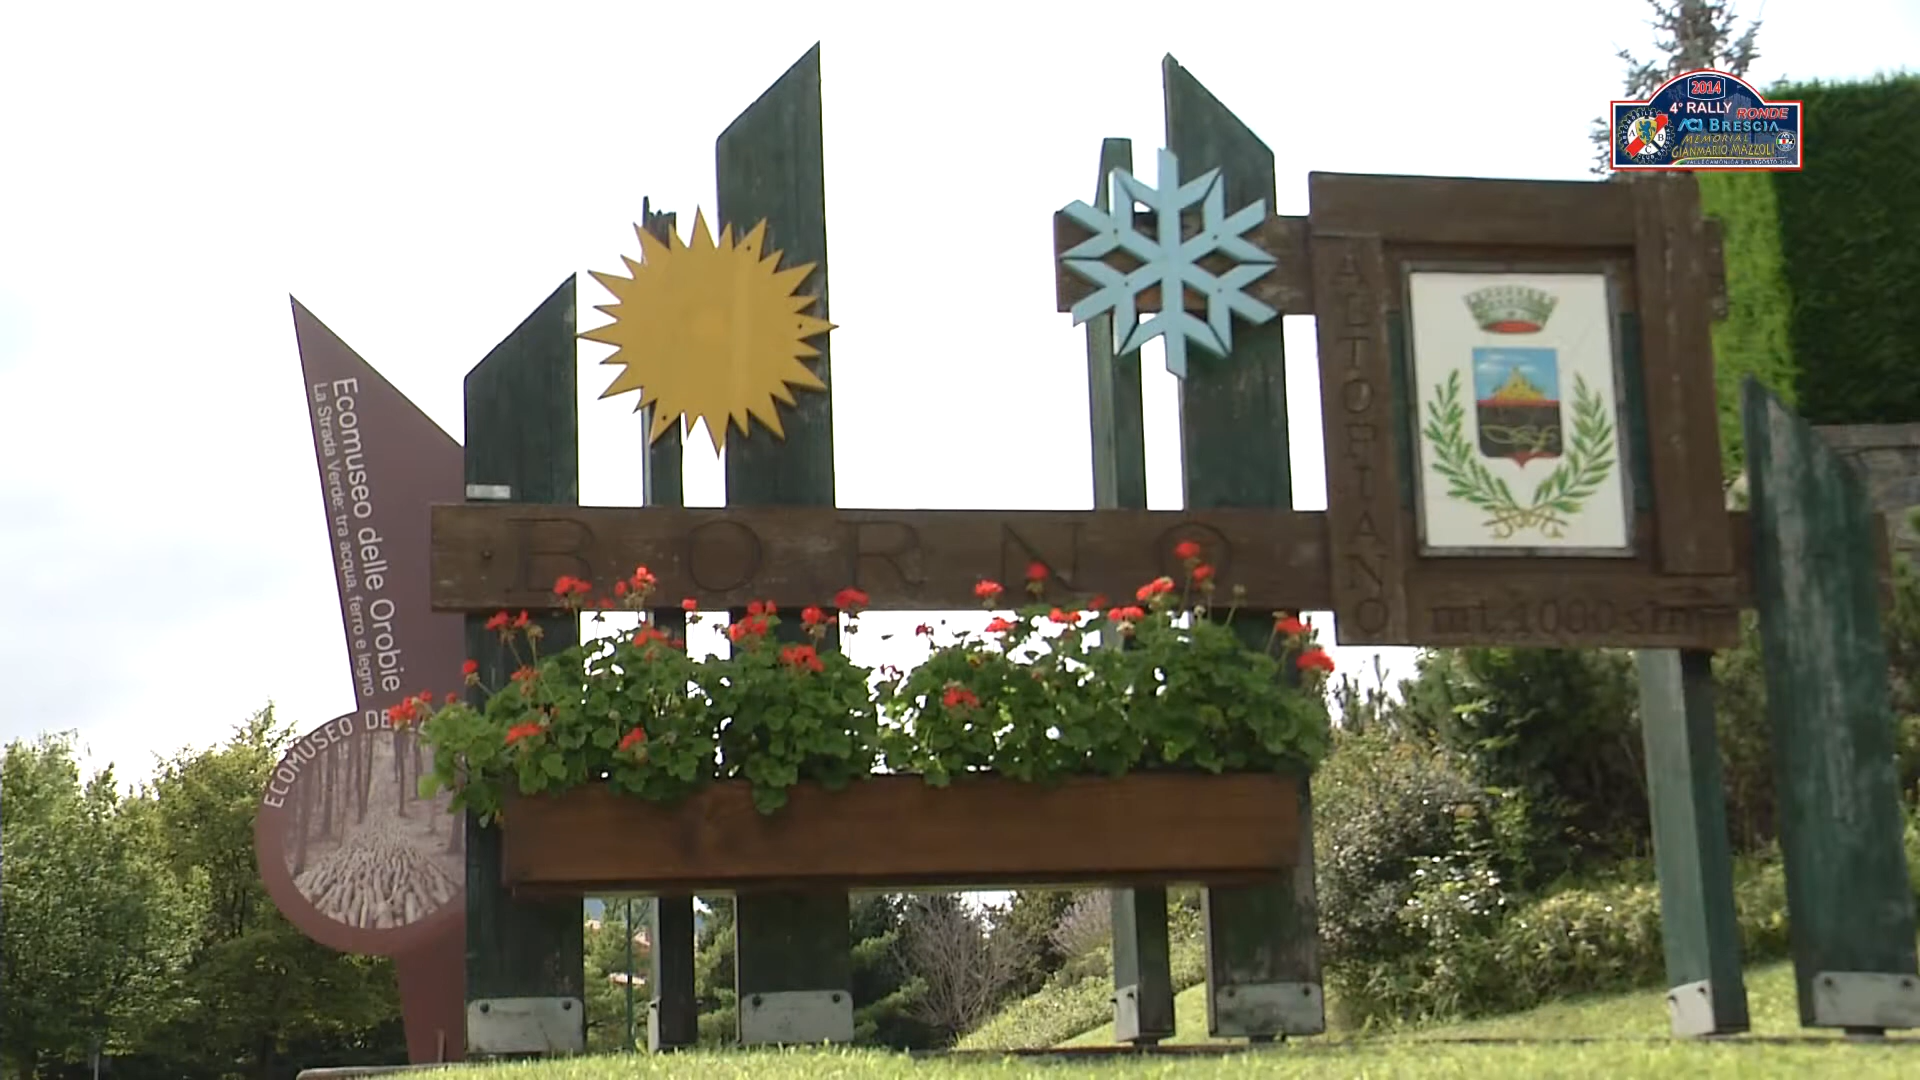 2014
4° RALLY RONDE
ACI BRESCIA
MEMORIAL
GIANMARIO MAZZOLI
Ecomuseo delle Orobie
La Strada Verde: tra acqua, ferro e legno
ECOMUSEO DE
BORNO
ALTOPIANO
mt. 1000 slm